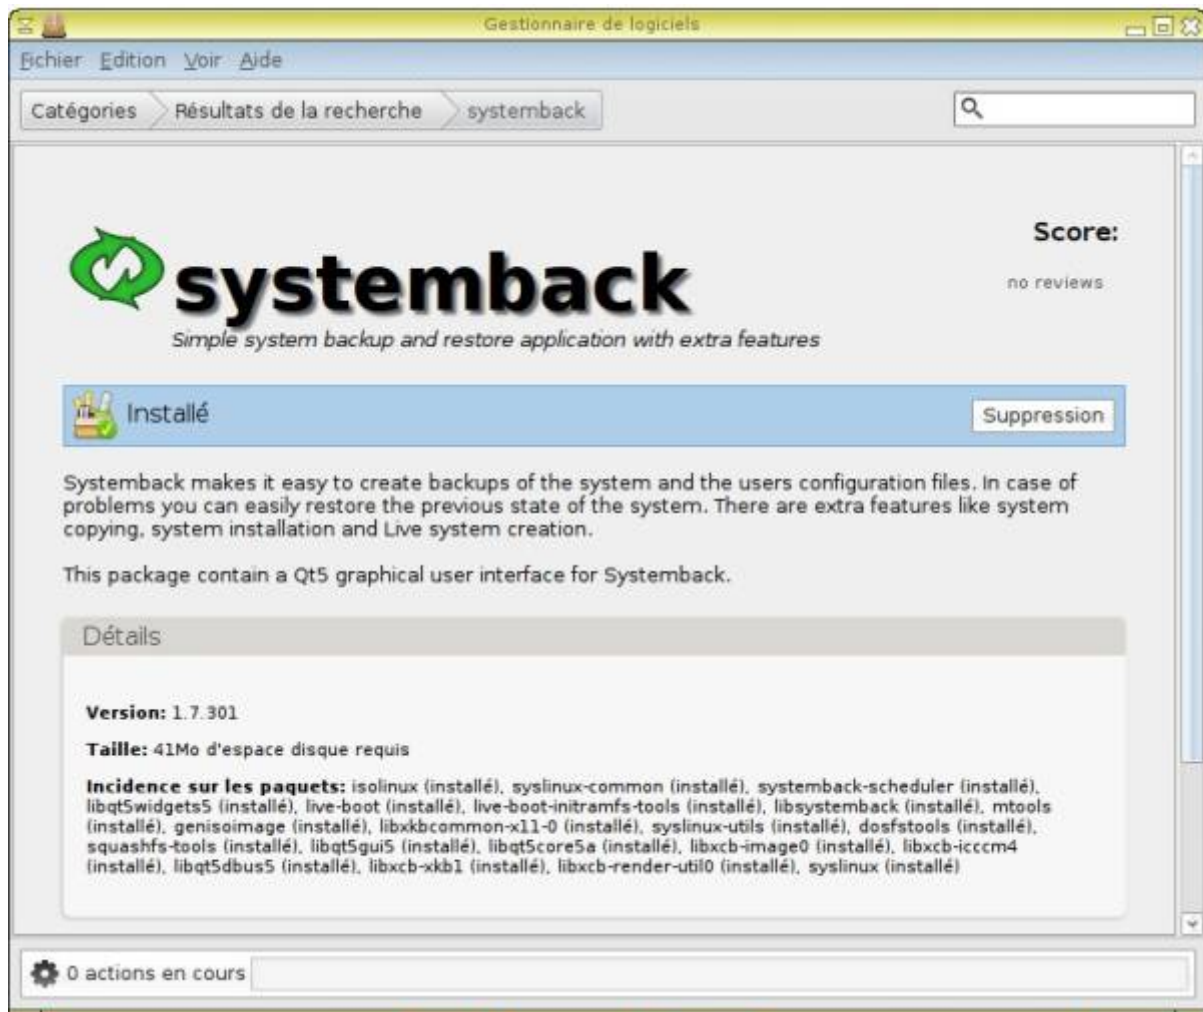 Gestionnaire de logiciels
Fichier Edition Voir Aide
Catégories Résultats de la recherche systemback
Score:
systemback
no reviews
Simple system backup and restore application with extra features
Installé Suppression
Systemback makes it easy to create backups of the system and the users configuration files. In case of
problems you can easily restore the previous state of the system. There are extra features like system
copying, system installation and Live system creation.
This package contain a Qt5 graphical user interface for Systemback.
Détails
Version: 1.7.301
Taille: 41Mo d'espace disque requis
Incidence sur les paquets: isolinux (installé), syslinux-common (installé), systemback-scheduler (installé),
libqt5widgets5 (installé), live-boot (installé), live-boot-initramfs-tools (installé), libsystemback (installé), mtools
(installé), genisoimage (installé), libxkbcommon-x11-0 (installé), syslinux-utils (installé), dosfstools (installé),
squashfs-tools (installé), libqt5gui5 (installé), libqt5core5a (installé), libxcb-image0 (installé), libxcb-icccm4
(installé), libqt5dbus5 (installé), libxcb-xkb1 (installé), libxcb-render-util0 (installé), syslinux (installé)
0 actions en cours